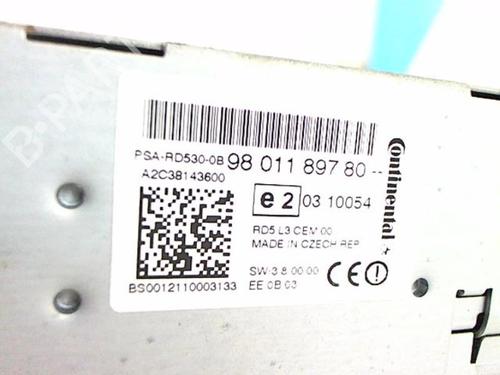 PSA-RD530-0B 98 011 897 80 --
A2C38143600
e2 03 10054
RD5 L3 CEM 00
MADE IN CZECH REP
SW:3.8 00 00
EE 0B 03
BS0012110003133
Continental
B-PARTS